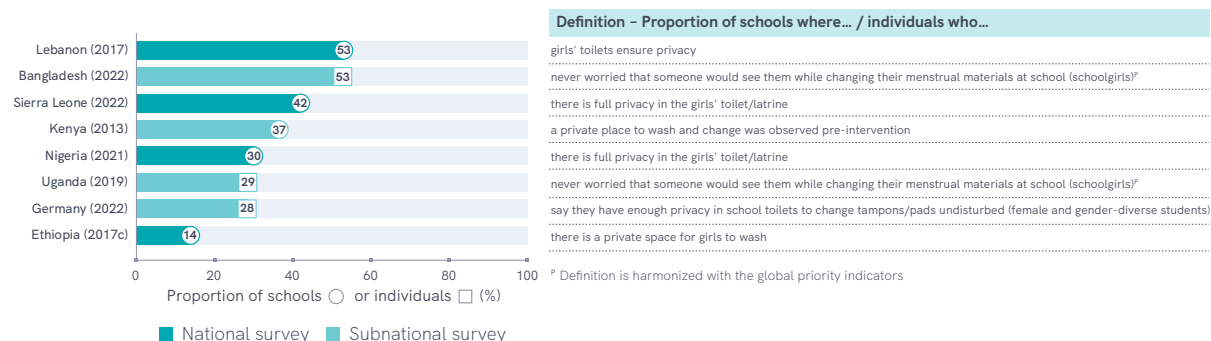 Definition – Proportion of schools where... / individuals who...
Lebanon (2017) 53 girls' toilets ensure privacy
Bangladesh (2022) 53 never worried that someone would see them while changing their menstrual materials at school (schoolgirls)ᴾ
Sierra Leone (2022) 42 there is full privacy in the girls' toilet/latrine
Kenya (2013) 37 a private place to wash and change was observed pre-intervention
Nigeria (2021) 30 there is full privacy in the girls' toilet/latrine
Uganda (2019) 29 never worried that someone would see them while changing their menstrual materials at school (schoolgirls)ᴾ
Germany (2022) 28 say they have enough privacy in school toilets to change tampons/pads undisturbed (female and gender-diverse students)
Ethiopia (2017c) 14 there is a private space for girls to wash
0 20 40 60 80 100
ᴾ Definition is harmonized with the global priority indicators
Proportion of schools ○ or individuals □ (%)
National survey Subnational survey